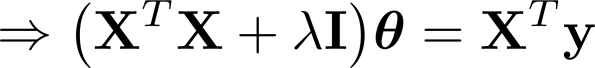 ⇒ (XᵀX + λI)θ = Xᵀy